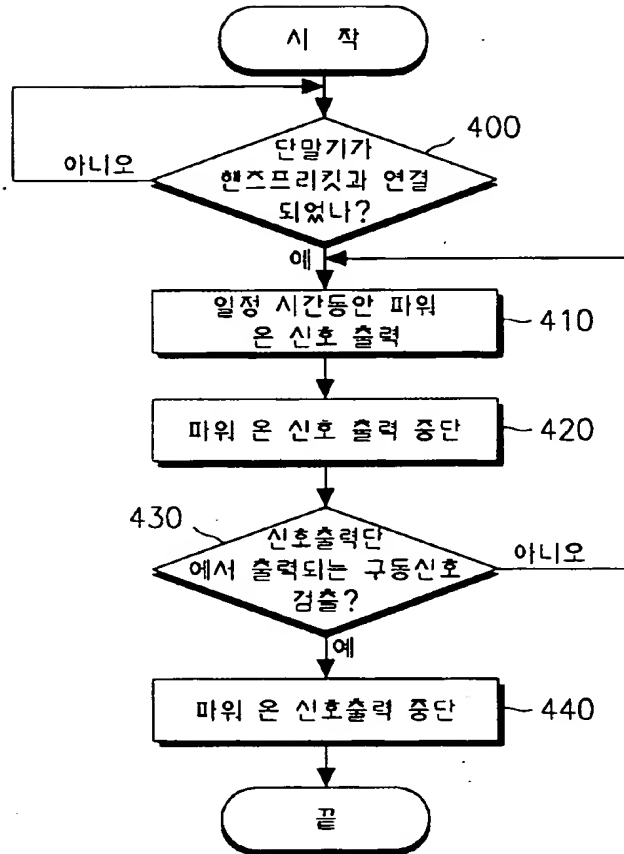 시 작
단말기가
핸즈프리킷과 연결
되었나?
400
아니오
예
일정 시간동안 파워
온 신호 출력
410
파워 온 신호 출력 중단
420
430
신호출력단
에서 출력되는 구동신호
검출?
아니오
예
파워 온 신호출력 중단
440
끝